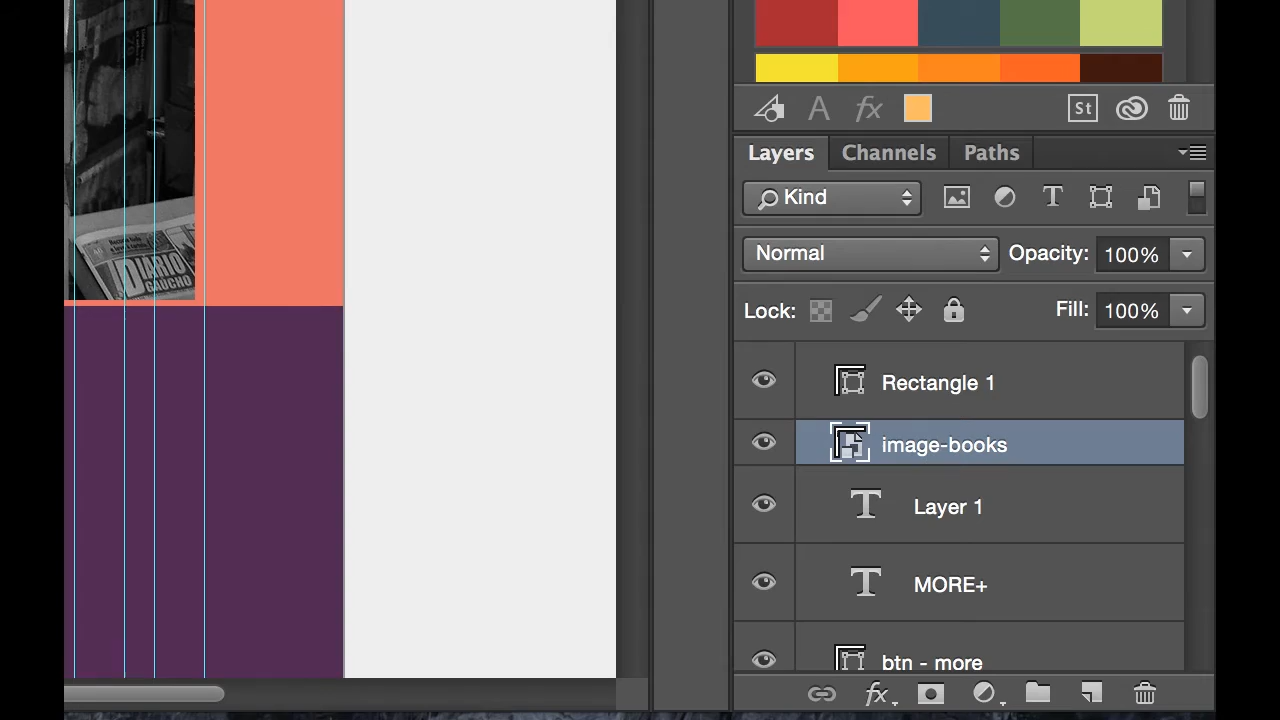 St
Layers Channels Paths
Kind
Normal Opacity: 100%
Lock: Fill: 100%
Rectangle 1
image-books
T Layer 1
T MORE+
btn - more
fx
DIARIO
GAUCHO